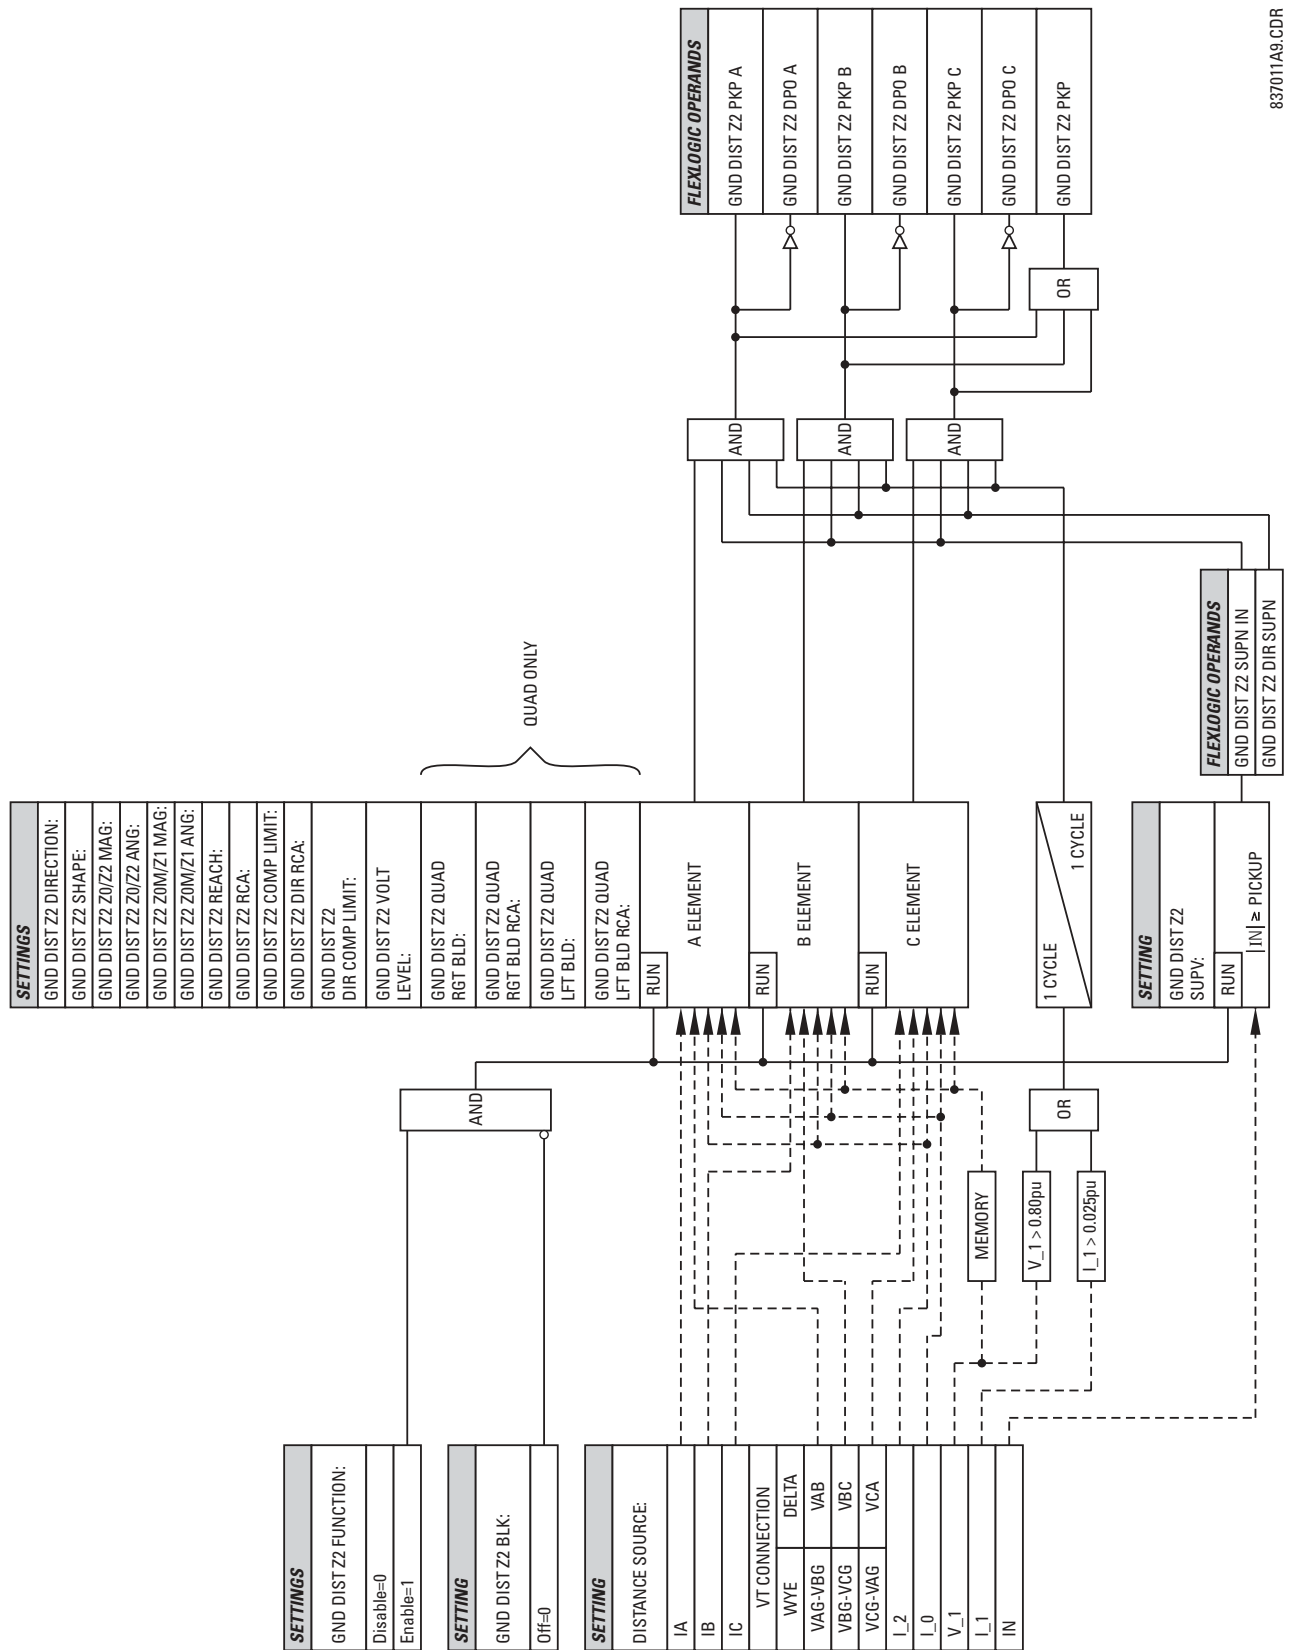 SETTINGS
GND DIST Z2 FUNCTION:
Disable=0
Enable=1
SETTING
GND DIST Z2 BLK:
Off=0
SETTING
DISTANCE SOURCE:
IA
IB
IC
VT CONNECTION
WYE DELTA
VAG-VBG VAB
VBG-VCG VBC
VCG-VAG VCA
I_2
I_0
V_1
I_1
IN
AND
MEMORY
V_1 > 0.80pu
I_1 > 0.025pu
OR
SETTINGS
GND DIST Z2 DIRECTION:
GND DIST Z2 SHAPE:
GND DIST Z2 Z0/Z2 MAG:
GND DIST Z2 Z0/Z2 ANG:
GND DIST Z2 Z0M/Z1 MAG:
GND DIST Z2 Z0M/Z1 ANG:
GND DIST Z2 REACH:
GND DIST Z2 RCA:
GND DIST Z2 COMP LIMIT:
GND DIST Z2 DIR RCA:
GND DIST Z2
DIR COMP LIMIT:
GND DIST Z2 VOLT
LEVEL:
GND DIST Z2 QUAD
RGT BLD:
GND DIST Z2 QUAD
RGT BLD RCA:
GND DIST Z2 QUAD
LFT BLD:
GND DIST Z2 QUAD
LFT BLD RCA:
RUN
A ELEMENT
RUN
B ELEMENT
RUN
C ELEMENT
QUAD ONLY
1 CYCLE
1 CYCLE
SETTING
GND DIST Z2
SUPV:
RUN
|IN| ≥ PICKUP
FLEXLOGIC OPERANDS
GND DIST Z2 SUPN IN
GND DIST Z2 DIR SUPN
AND
AND
AND
OR
FLEXLOGIC OPERANDS
GND DIST Z2 PKP A
GND DIST Z2 DPO A
GND DIST Z2 PKP B
GND DIST Z2 DPO B
GND DIST Z2 PKP C
GND DIST Z2 DPO C
GND DIST Z2 PKP
837011A9.CDR